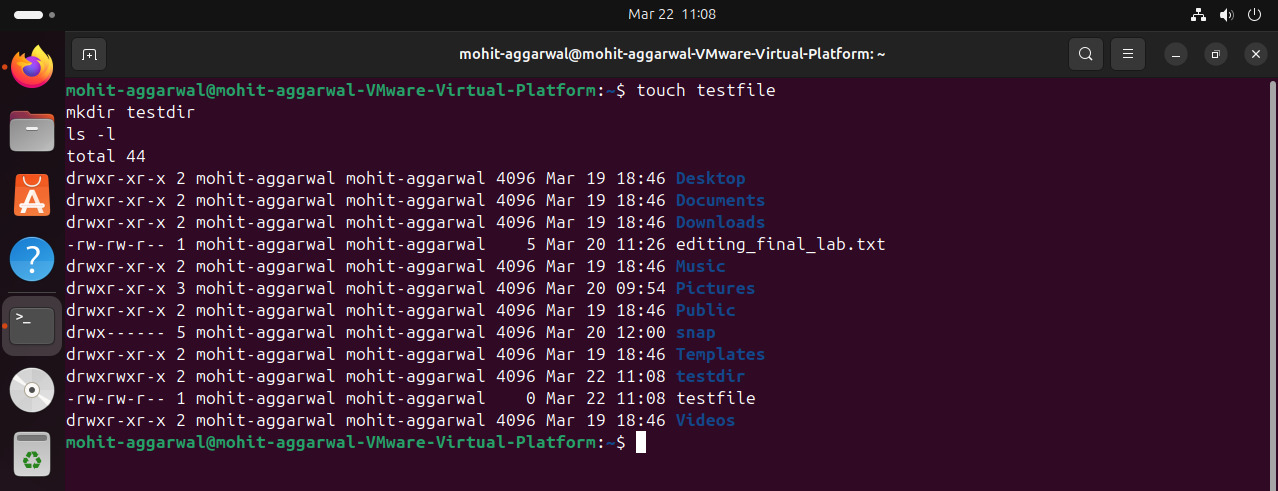 Mar 22 11:08
mohit-aggarwal@mohit-aggarwal-VMware-Virtual-Platform: ~
mohit-aggarwal@mohit-aggarwal-VMware-Virtual-Platform:~$ touch testfile
mkdir testdir
ls -l
total 44
drwxr-xr-x 2 mohit-aggarwal mohit-aggarwal 4096 Mar 19 18:46 Desktop
drwxr-xr-x 2 mohit-aggarwal mohit-aggarwal 4096 Mar 19 18:46 Documents
drwxr-xr-x 2 mohit-aggarwal mohit-aggarwal 4096 Mar 19 18:46 Downloads
-rw-rw-r-- 1 mohit-aggarwal mohit-aggarwal    5 Mar 20 11:26 editing_final_lab.txt
drwxr-xr-x 2 mohit-aggarwal mohit-aggarwal 4096 Mar 19 18:46 Music
drwxr-xr-x 3 mohit-aggarwal mohit-aggarwal 4096 Mar 20 09:54 Pictures
drwxr-xr-x 2 mohit-aggarwal mohit-aggarwal 4096 Mar 19 18:46 Public
drwx------ 5 mohit-aggarwal mohit-aggarwal 4096 Mar 20 12:00 snap
drwxr-xr-x 2 mohit-aggarwal mohit-aggarwal 4096 Mar 19 18:46 Templates
drwxrwxr-x 2 mohit-aggarwal mohit-aggarwal 4096 Mar 22 11:08 testdir
-rw-rw-r-- 1 mohit-aggarwal mohit-aggarwal    0 Mar 22 11:08 testfile
drwxr-xr-x 2 mohit-aggarwal mohit-aggarwal 4096 Mar 19 18:46 Videos
mohit-aggarwal@mohit-aggarwal-VMware-Virtual-Platform:~$